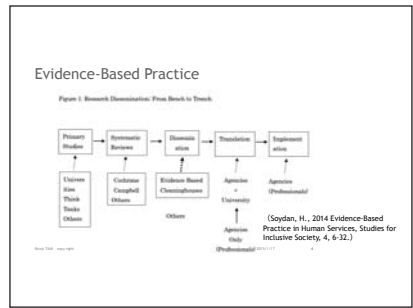 Evidence-Based Practice
Figure 1. Research Dissemination: From Bench to Trench
Primary
Studies
Systematic
Reviews
Dissemin
ation
Translation
Implement
ation
Univers
ities
Think
Tanks
Others
Cochrane
Campbell
Others
Evidence Based
Clearinghouses
Others
Agencies
+
University
Agencies
Only
(Professionals)
Agencies
(Professionals)
(Soydan, H., 2014 Evidence-Based
Practice in Human Services, Studies for
Inclusive Society, 4, 6-32.)